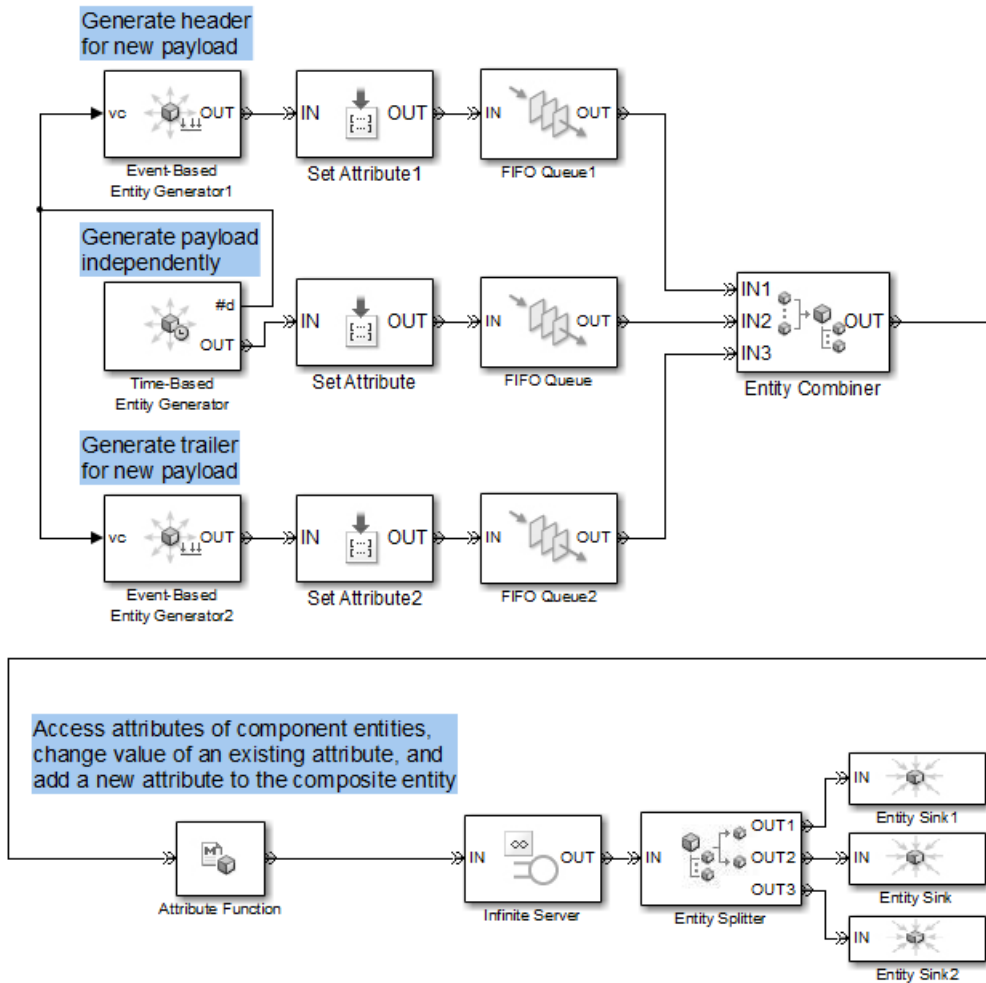 Generate header
for new payload
vc
OUT
Event-Based
Entity Generator1
IN
OUT
Set Attribute1
IN
OUT
FIFO Queue1
Generate payload
independently
#d
OUT
Time-Based
Entity Generator
IN
OUT
Set Attribute
IN
OUT
FIFO Queue
IN1
IN2
IN3
OUT
Entity Combiner
Generate trailer
for new payload
vc
OUT
Event-Based
Entity Generator2
IN
OUT
Set Attribute2
IN
OUT
FIFO Queue2
Access attributes of component entities,
change value of an existing attribute, and
add a new attribute to the composite entity
M
Attribute Function
IN
∞
OUT
Infinite Server
IN
OUT1
OUT2
OUT3
Entity Splitter
IN
Entity Sink1
IN
Entity Sink
IN
Entity Sink2